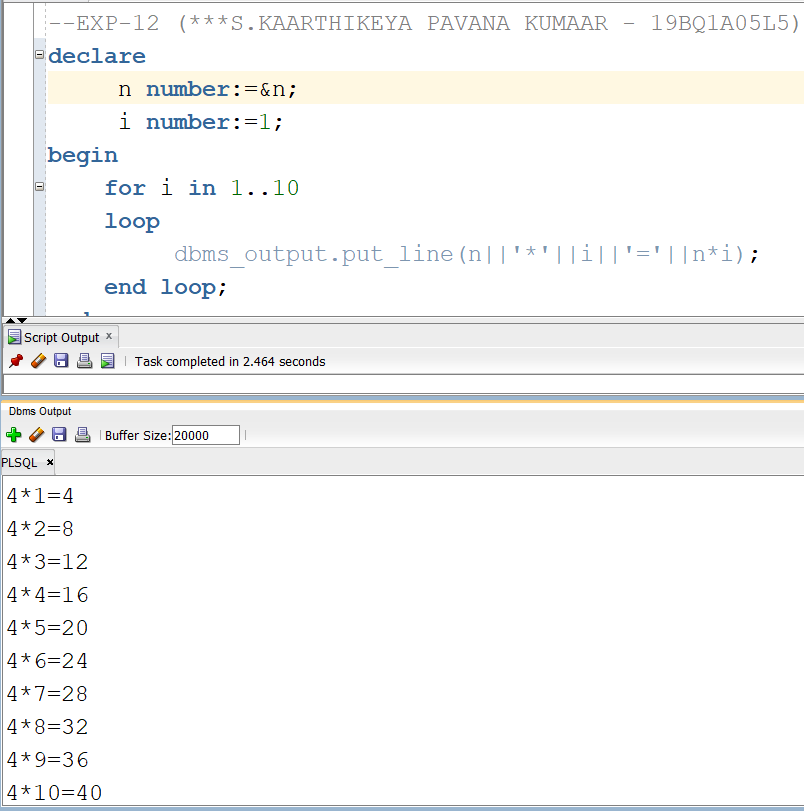 --EXP-12 (***S.KAARTHIKEYA PAVANA KUMAAR - 19BQ1A05L5)
declare
n number:=&n;
i number:=1;
begin
for i in 1..10
loop
dbms_output.put_line(n||'*'||i||'='||n*i);
end loop;
Script Output x
Task completed in 2.464 seconds
Dbms Output
Buffer Size: 20000
PLSQL x
4*1=4
4*2=8
4*3=12
4*4=16
4*5=20
4*6=24
4*7=28
4*8=32
4*9=36
4*10=40